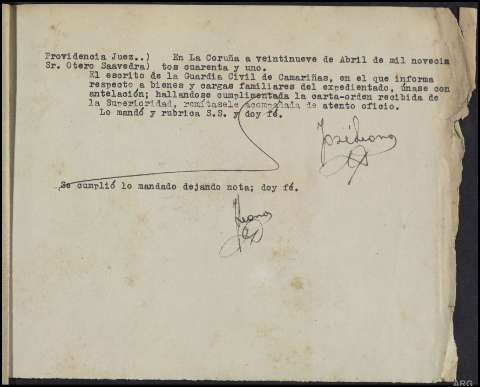 Providencia Juez..) En La Coruña a veintinueve de Abril de mil novecie
Sr. Otero Saavedra) tos cuarenta y uno.
El escrito de la Guardia Civil de Camariñas, en el que informa
respecto a bienes y cargas familiares del expedientado, únase con
antelación; hallandose cumplimentada la carta-orden recibida de
la Superioridad, remítasele acompañada de atento oficio.
Lo mandó y rubrica S.S. y doy fé.
Se cumplió lo mandado dejando nota; doy fé.
ARG